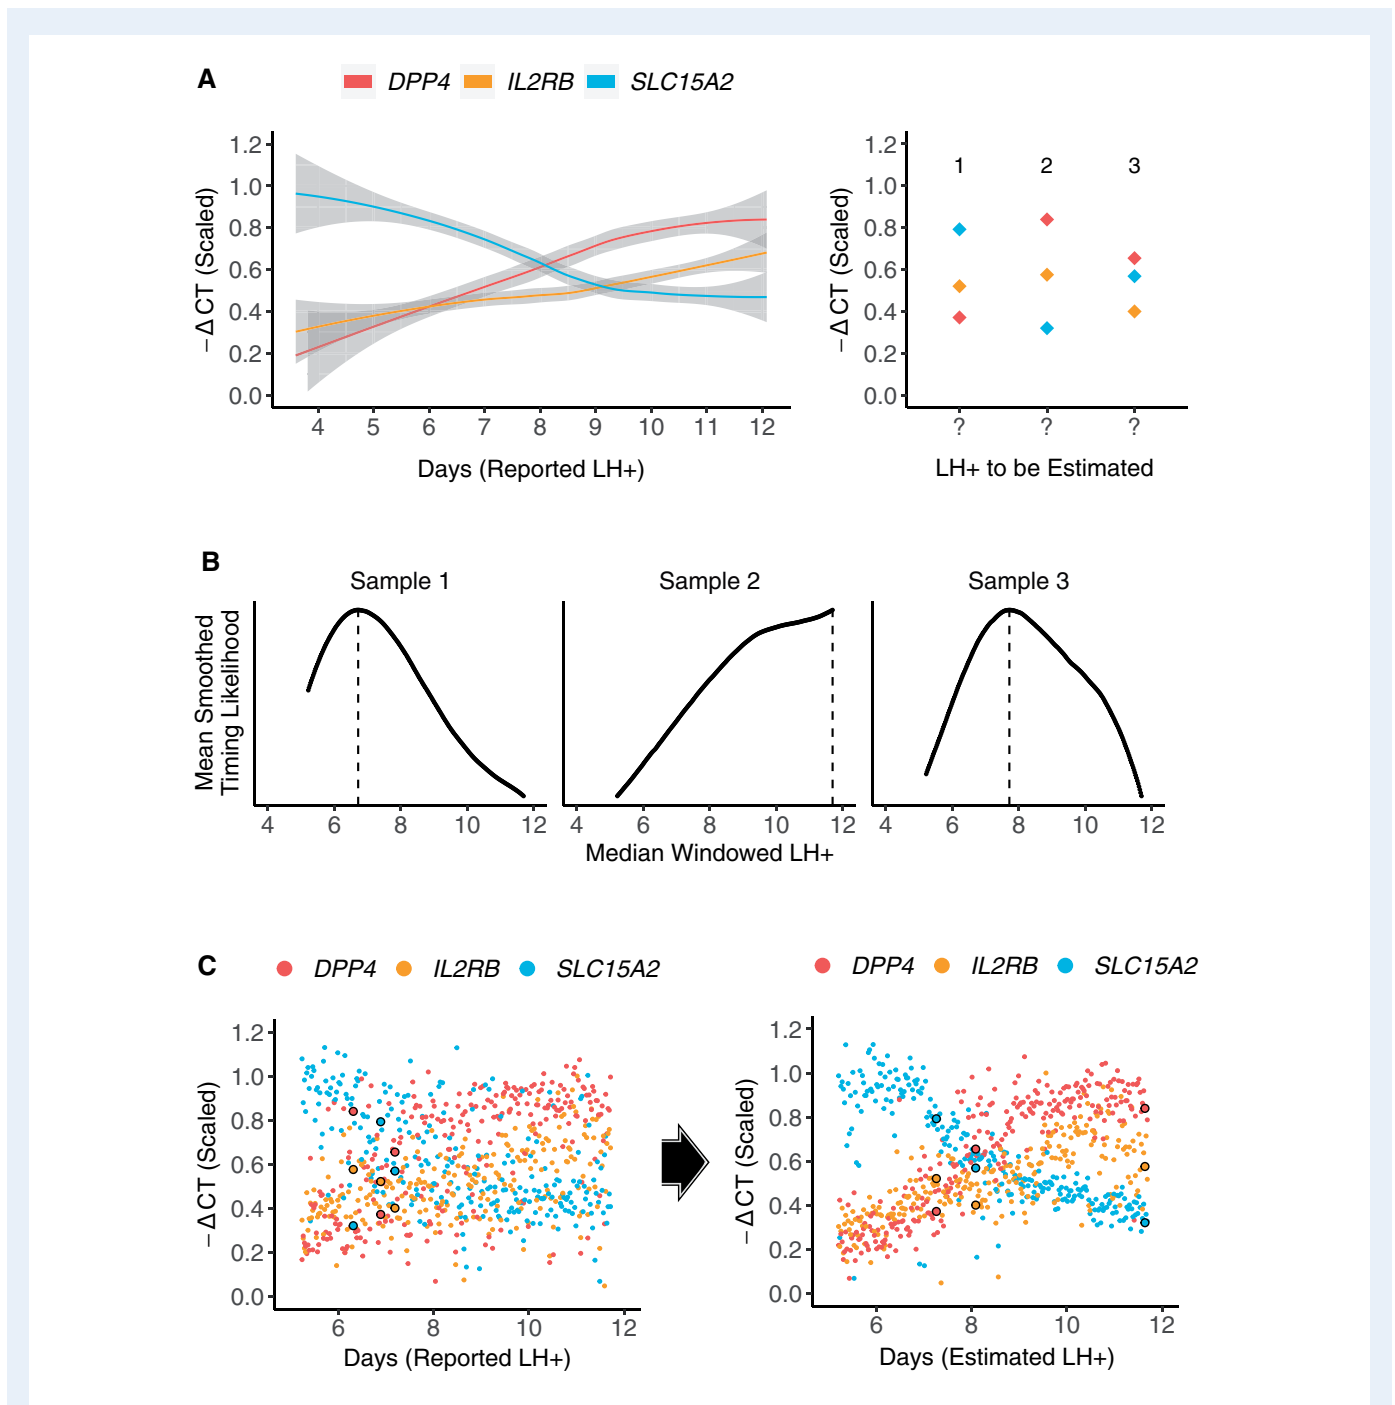 A
DPP4 IL2RB SLC15A2
−ΔCT (Scaled)
1.2
1.0
0.8
0.6
0.4
0.2
0.0
4 5 6 7 8 9 10 11 12
Days (Reported LH+)
−ΔCT (Scaled)
1.2
1.0
0.8
0.6
0.4
0.2
0.0
1 2 3
? ? ?
LH+ to be Estimated
B
Mean Smoothed
Timing Likelihood
Sample 1 Sample 2 Sample 3
4 6 8 10 12 4 6 8 10 12 4 6 8 10 12
Median Windowed LH+
C
DPP4 IL2RB SLC15A2
−ΔCT (Scaled)
1.2
1.0
0.8
0.6
0.4
0.2
0.0
6 8 10 12
Days (Reported LH+)
DPP4 IL2RB SLC15A2
−ΔCT (Scaled)
1.2
1.0
0.8
0.6
0.4
0.2
0.0
6 8 10 12
Days (Estimated LH+)